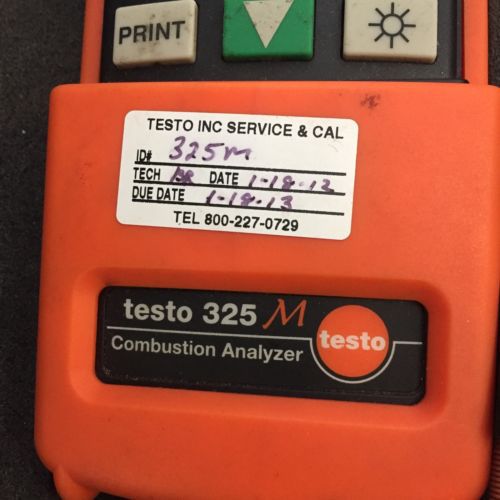 PRINT
TESTO INC SERVICE & CAL
ID# 325M
TECH DATE 1-18-12
DUE DATE 1-18-13
TEL 800-227-0729
testo 325 M
Combustion Analyzer
testo